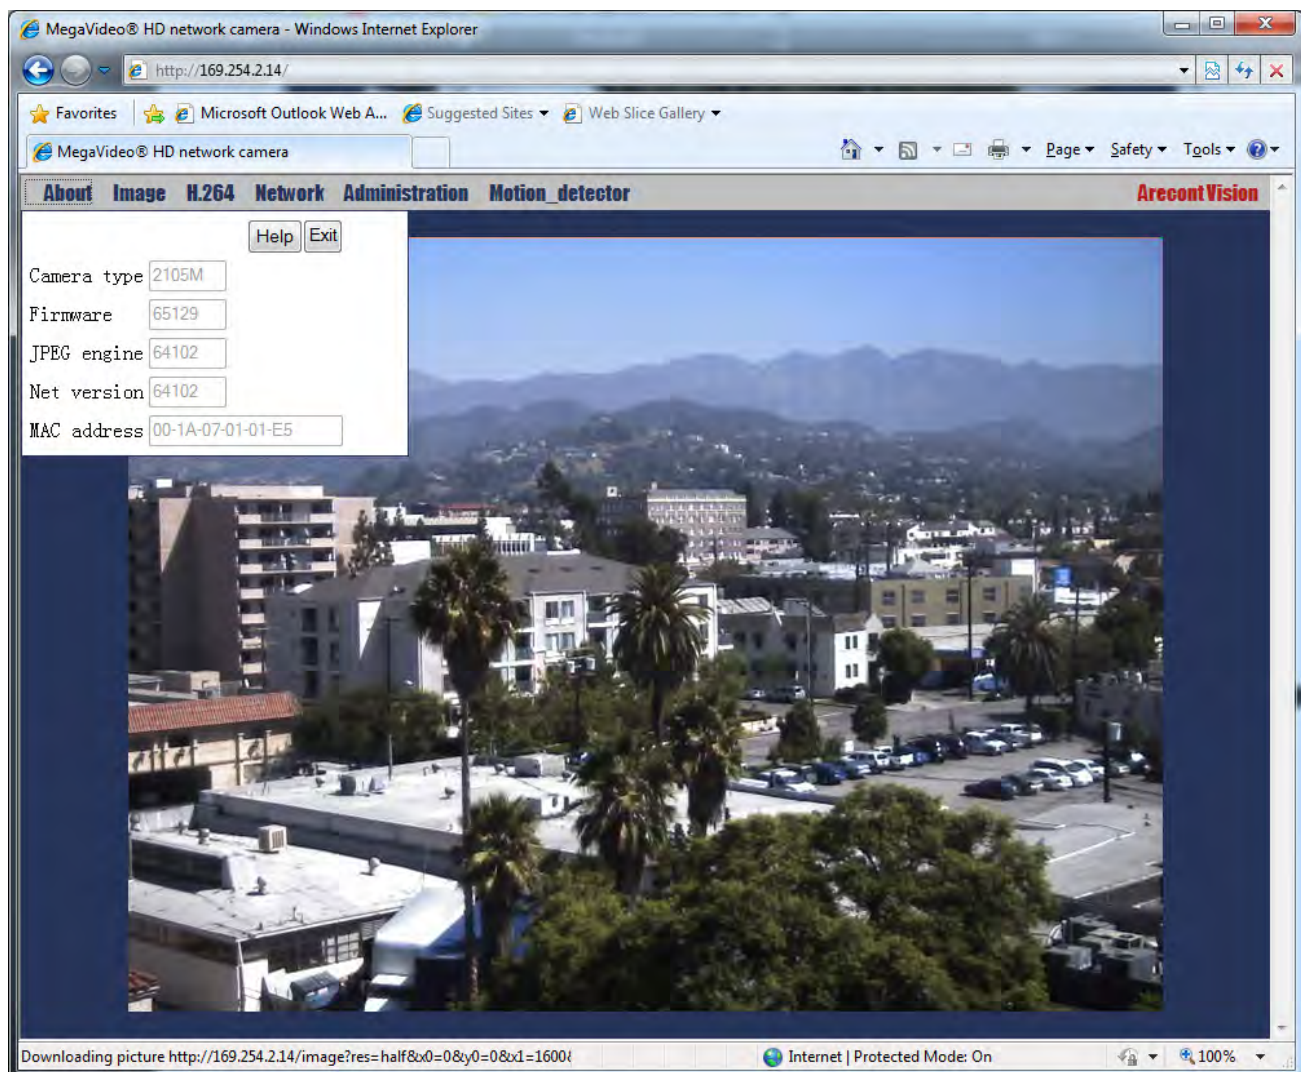 MegaVideo® HD network camera - Windows Internet Explorer
http://169.254.2.14/
Favorites Microsoft Outlook Web A... Suggested Sites Web Slice Gallery
MegaVideo® HD network camera Page Safety Tools
About Image H.264 Network Administration Motion_detector ArecontVision
Help Exit
Camera type 2105M
Firmware 65129
JPEG engine 64102
Net version 64102
MAC address 00-1A-07-01-01-E5
Downloading picture http://169.254.2.14/image?res=half&x0=0&y0=0&x1=1600& Internet | Protected Mode: On 100%